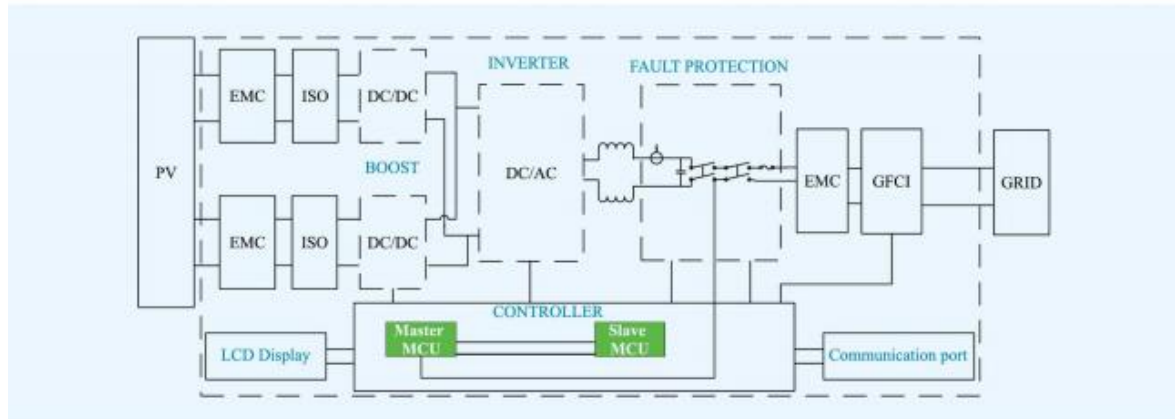 INVERTER
FAULT PROTECTION
EMC
ISO
DC/DC
BOOST
PV
DC/AC
EMC
GFCI
GRID
EMC
ISO
DC/DC
CONTROLLER
Master
MCU
Slave
MCU
LCD Display
Communication port